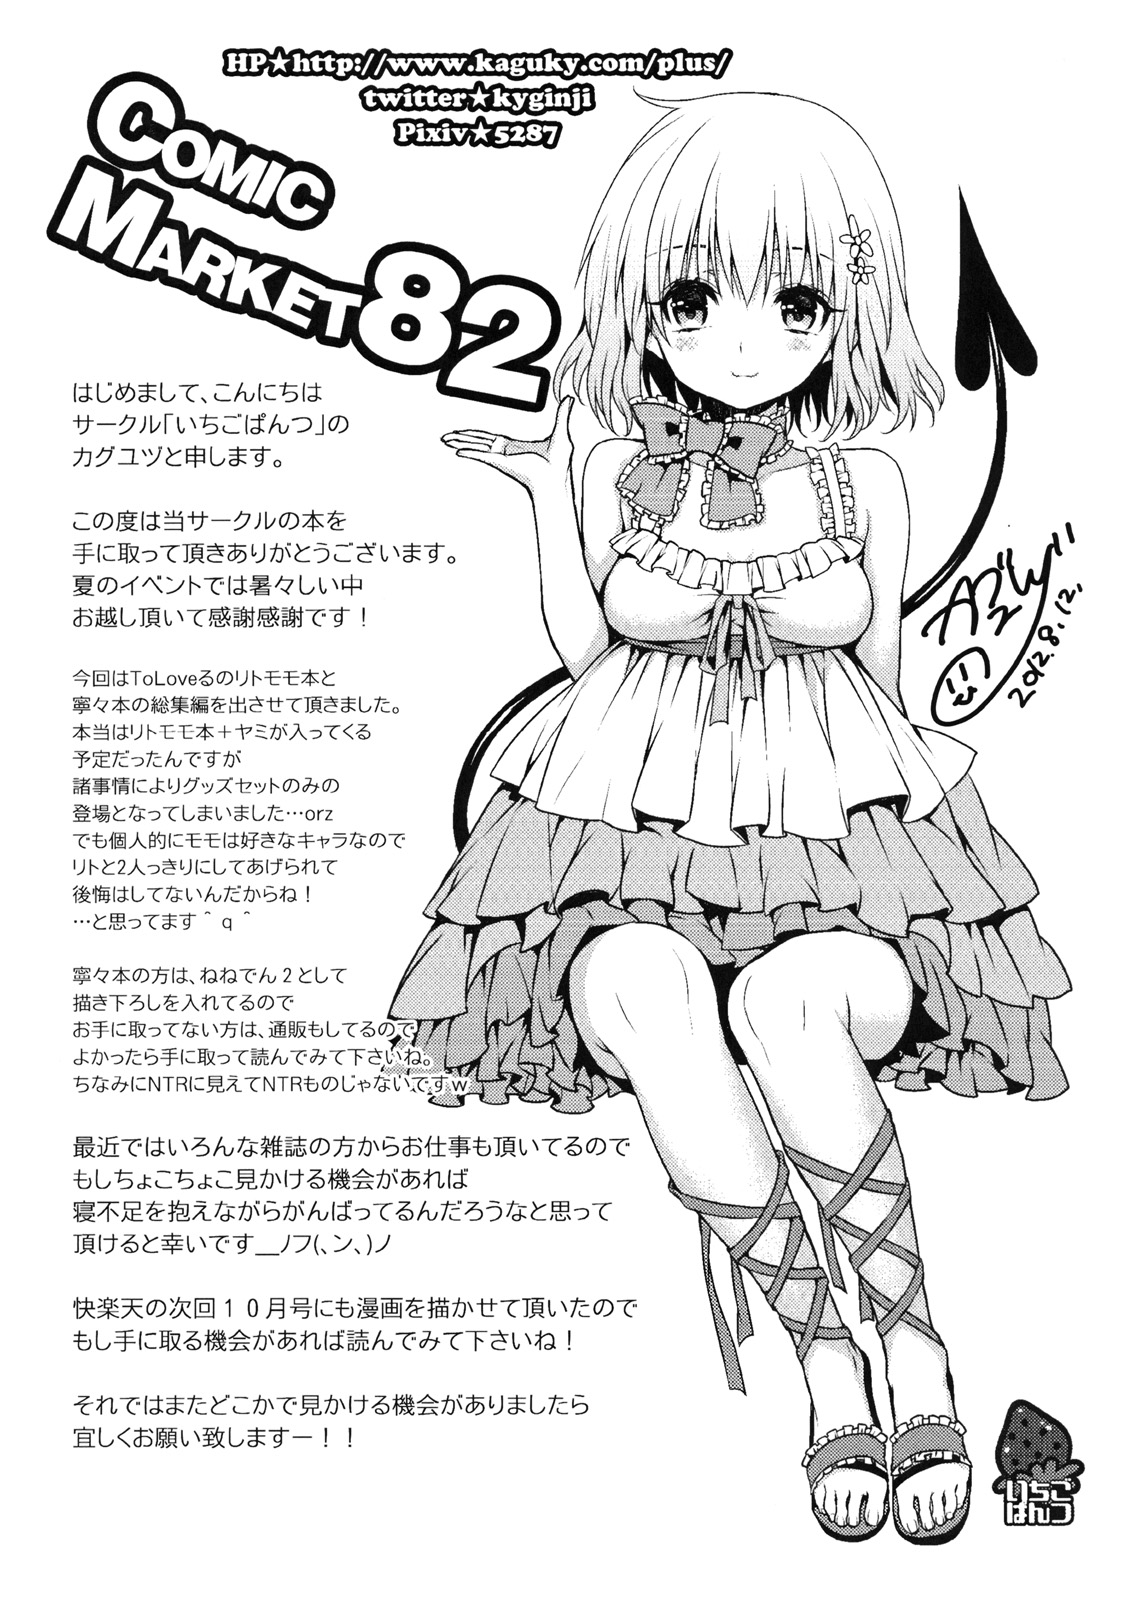 HP★http://www.kaguky.com/plus/
twitter★kyginji
Pixiv★5287
COMIC
MARKET82
はじめまして、こんにちは
サークル「いちごぱんつ」の
カグユヅと申します。
この度は当サークルの本を
手に取って頂きありがとうございます。
夏のイベントでは暑々しい中
お越し頂いて感謝感謝です！
今回はToLoveるのリトモモ本と
寧々本の総集編を出させて頂きました。
本当はリトモモ本＋ヤミが入ってくる
予定だったんですが
諸事情によりグッズセットのみの
登場となってしまいました…orz
でも個人的にモモは好きなキャラなので
リトと2人っきりにしてあげられて
後悔はしてないんだからね！
…と思ってます＾q＾
寧々本の方は、ねねでん２として
描き下ろしを入れてるので
お手に取ってない方は、通販もしてるので
よかったら手に取って読んでみて下さいね。
ちなみにNTRに見えてNTRものじゃないですｗ
最近ではいろんな雑誌の方からお仕事も頂いてるので
もしちょこちょこ見かける機会があれば
寝不足を抱えながらがんばってるんだろうなと思って
頂けると幸いです＿ノフ(､ン､)ノ
快楽天の次回１０月号にも漫画を描かせて頂いたので
もし手に取る機会があれば読んでみて下さいね！
それではまたどこかで見かける機会がありましたら
宜しくお願い致しますー！！
2012.8.12.
いちご
ぱんつ